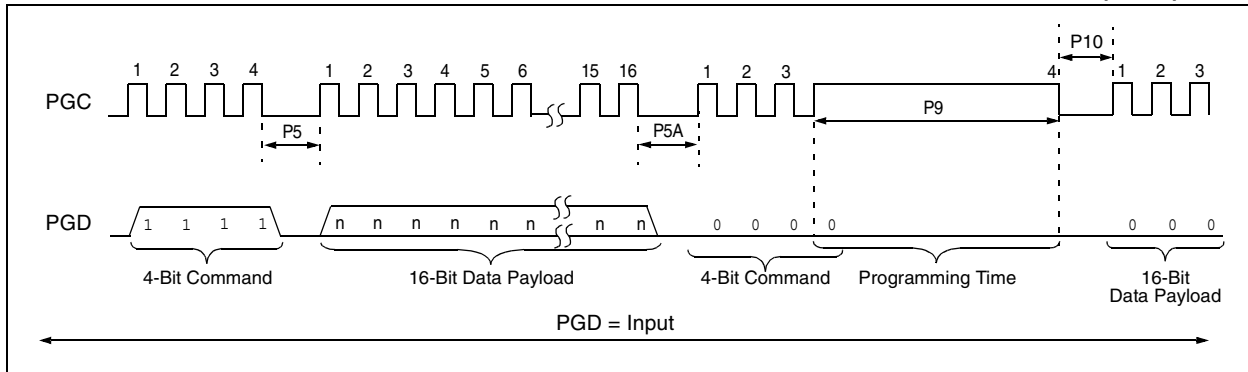 P10
1 2 3 4 1 2 3 4 5 6 15 16 1 2 3 4 1 2 3
PGC
P5 P5A P9
PGD 1 1 1 1 n n n n n n n n 0 0 0 0 0 0 0
4-Bit Command 16-Bit Data Payload 4-Bit Command Programming Time 16-Bit
Data Payload
PGD = Input